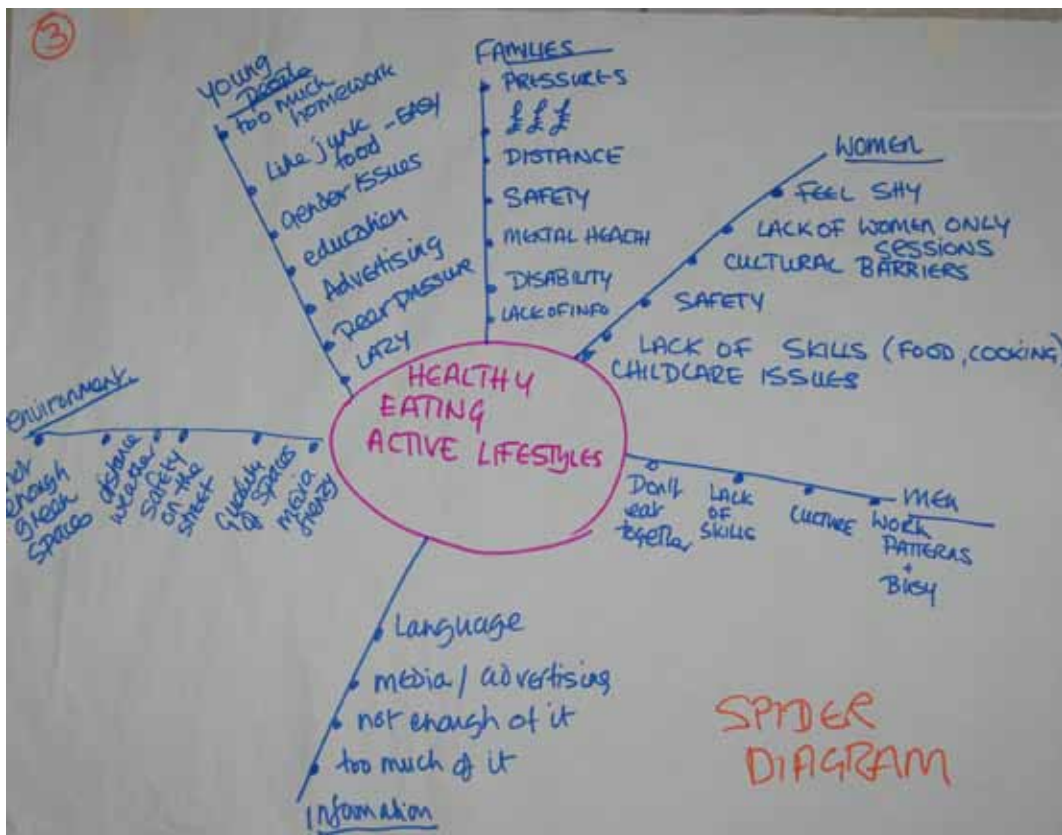 3
Young
People
too much
homework
Like junk
food - EASY
Gender Issues
education
Advertising
Peer pressure
LAZY
FAMILIES
PRESSURES
£ £ £
DISTANCE
SAFETY
MENTAL HEALTH
DISABILITY
LACK OF INFO
WOMEN
FEEL SHY
LACK OF WOMEN ONLY
SESSIONS
CULTURAL BARRIERS
SAFETY
LACK OF SKILLS (FOOD, COOKING)
CHILDCARE ISSUES
HEALTHY
EATING
ACTIVE LIFESTYLES
environment
not
enough
green
spaces
distance
weather
safety
on the
street
Quality
of spaces
media
frenzy
MEN
Don't
eat
together
LACK
OF
SKILLS
CULTURE
WORK
PATTERNS
+
BUSY
Language
media / advertising
not enough of it
too much of it
Information
SPIDER
DIAGRAM